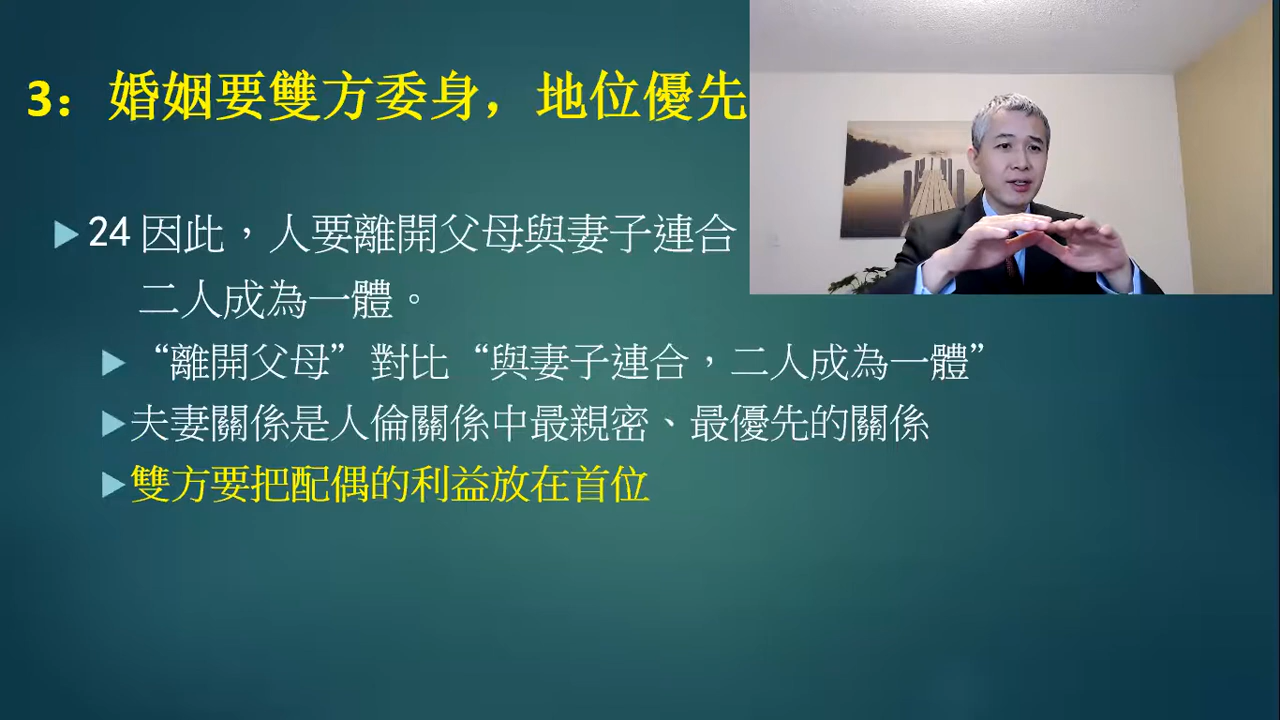 3：婚姻要雙方委身，地位優先
24 因此，人要離開父母與妻子連合
二人成為一體。
“離開父母”對比“與妻子連合，二人成為一體”
夫妻關係是人倫關係中最親密、最優先的關係
雙方要把配偶的利益放在首位